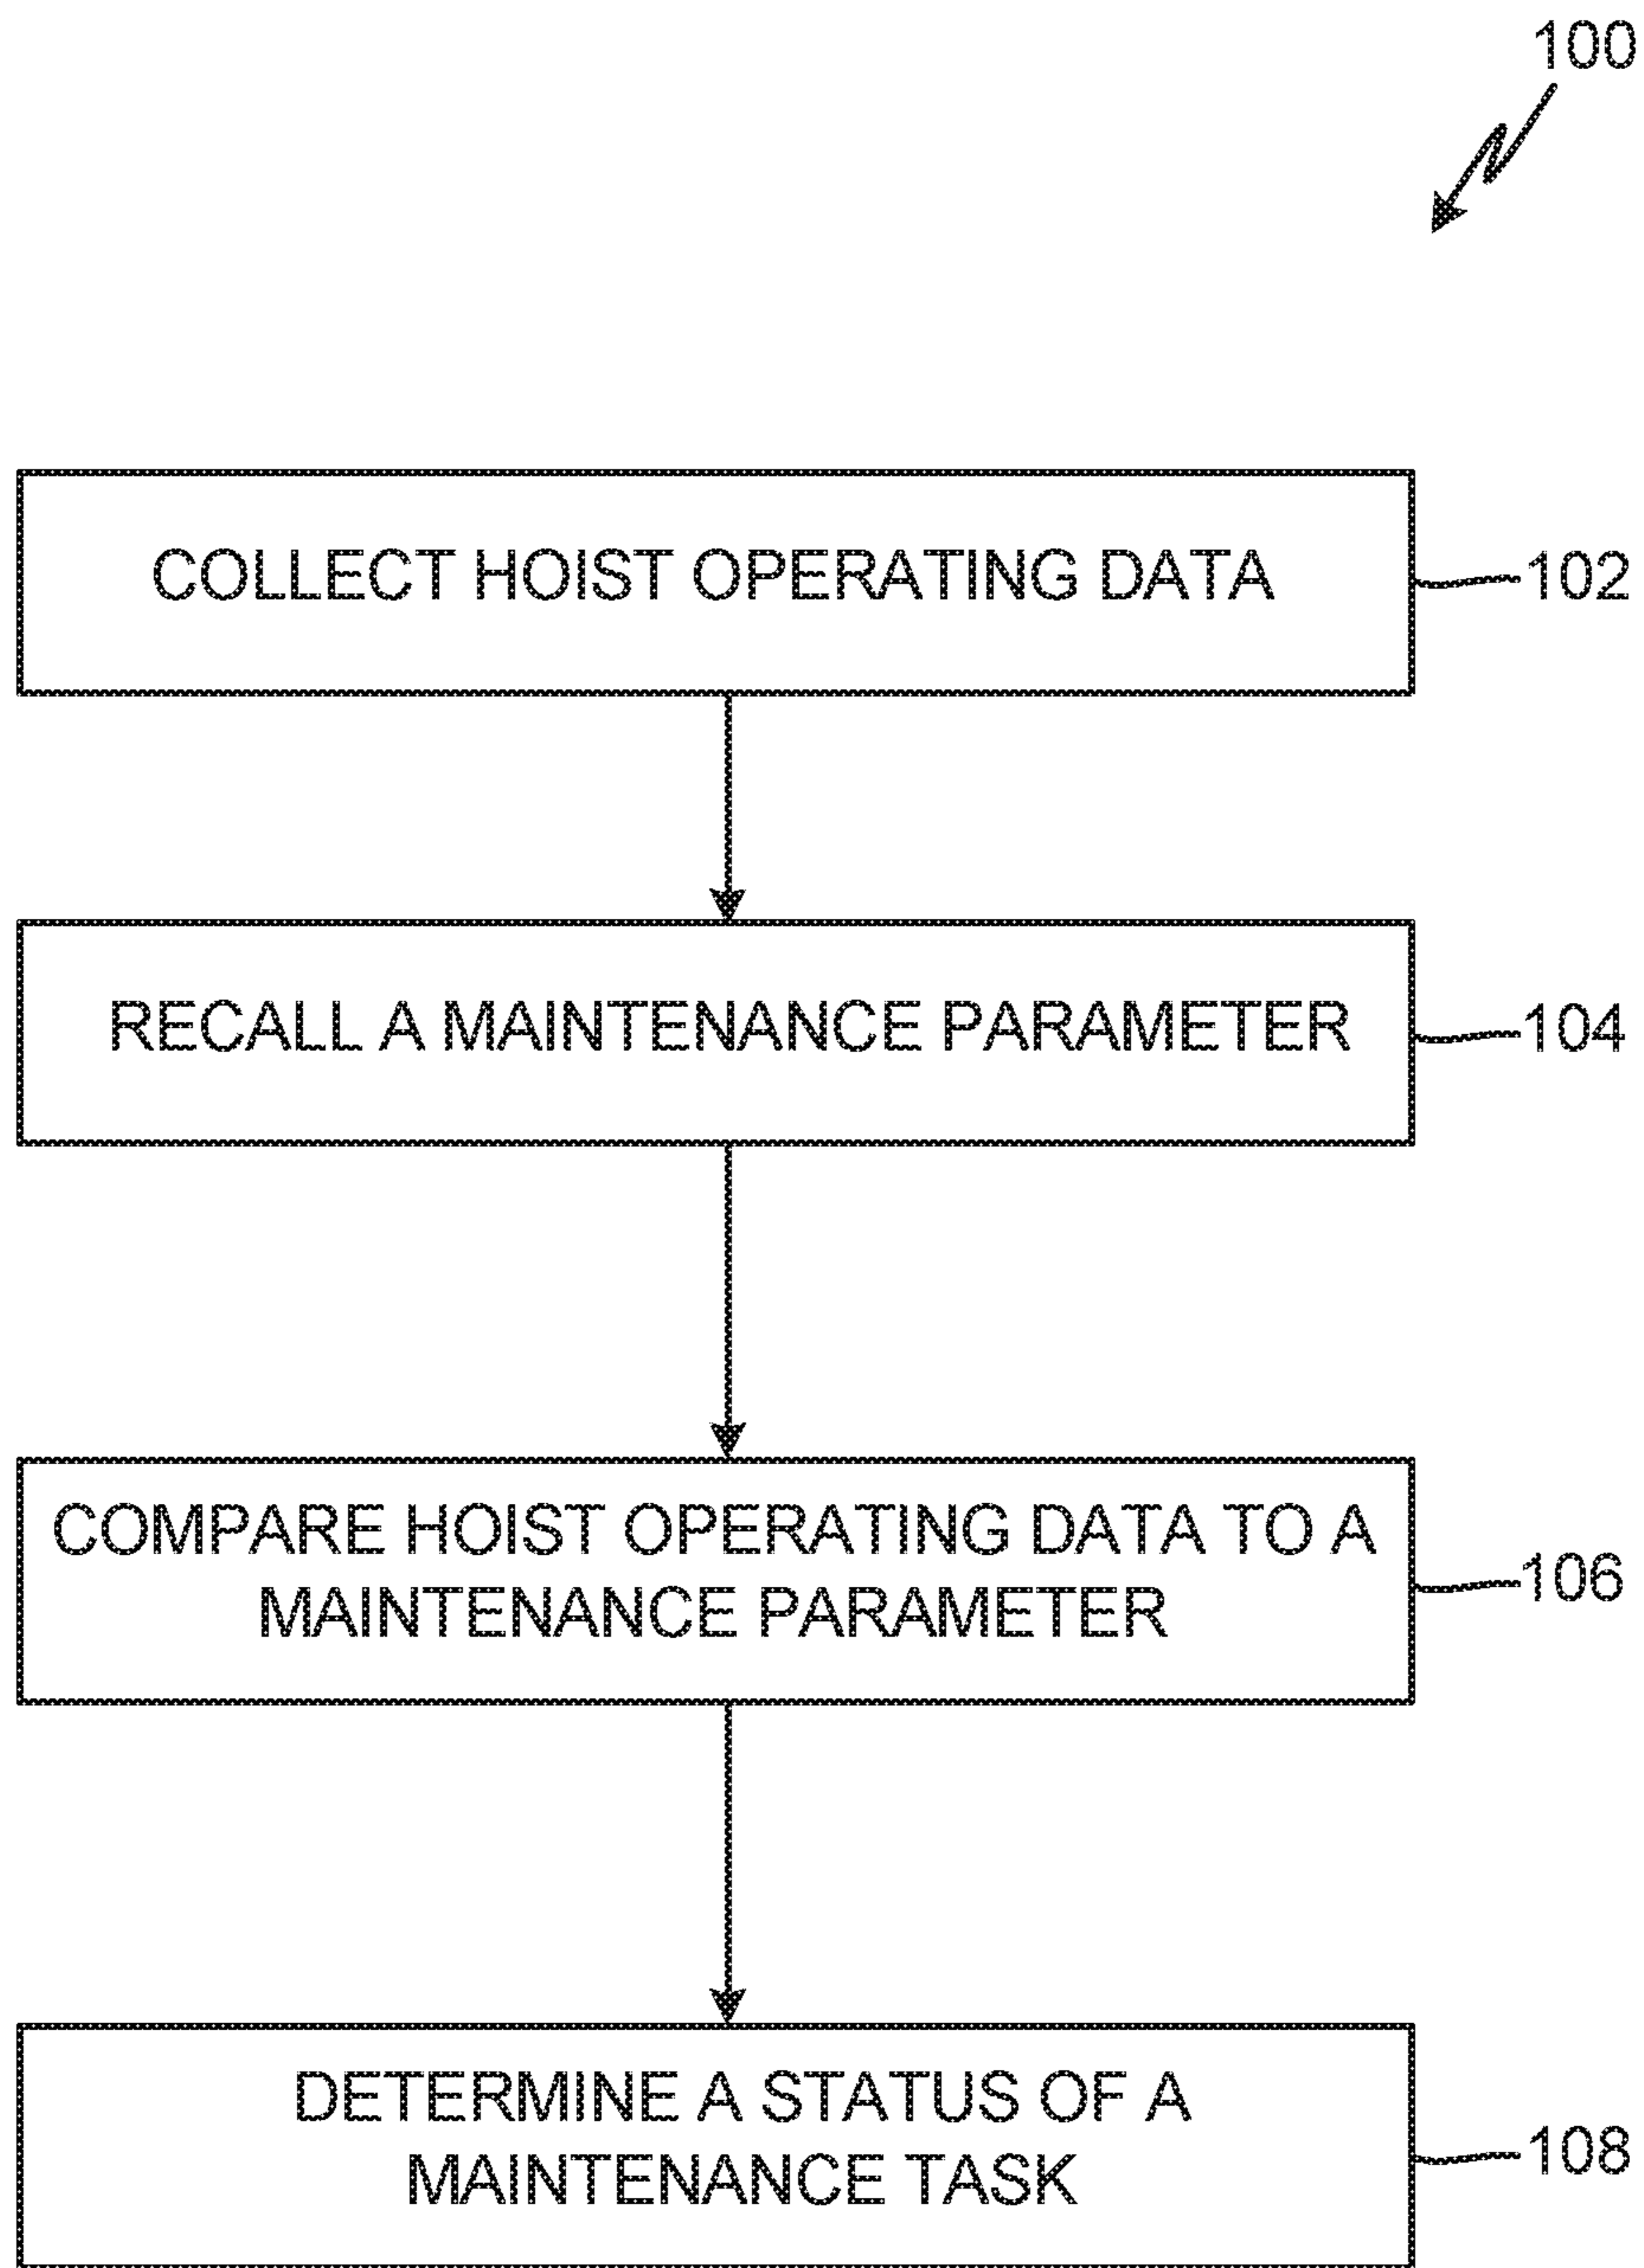 100
COLLECT HOIST OPERATING DATA
102
RECALL A MAINTENANCE PARAMETER
104
COMPARE HOIST OPERATING DATA TO A
MAINTENANCE PARAMETER
106
DETERMINE A STATUS OF A
MAINTENANCE TASK
108